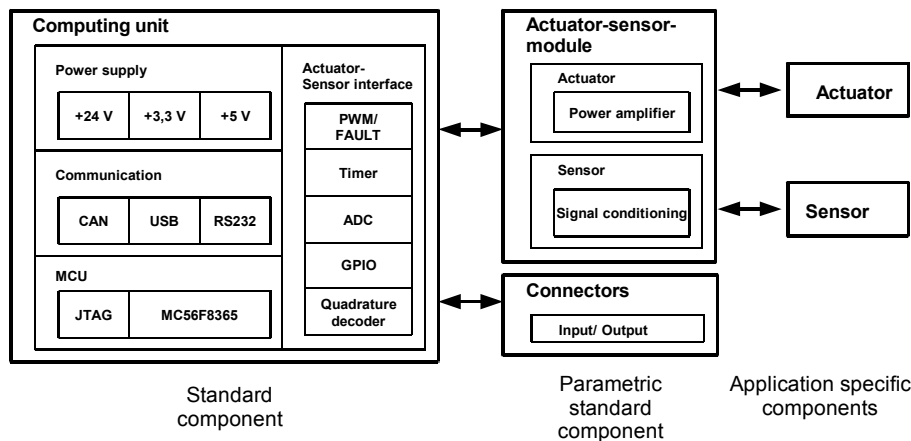 Computing unit
Power supply
+24 V
+3,3 V
+5 V
Communication
CAN
USB
RS232
MCU
JTAG
MC56F8365
Actuator-
Sensor interface
PWM/
FAULT
Timer
ADC
GPIO
Quadrature
decoder
Actuator-sensor-
module
Actuator
Power amplifier
Sensor
Signal conditioning
Connectors
Input/ Output
Actuator
Sensor
Standard
component
Parametric
standard
component
Application specific
components